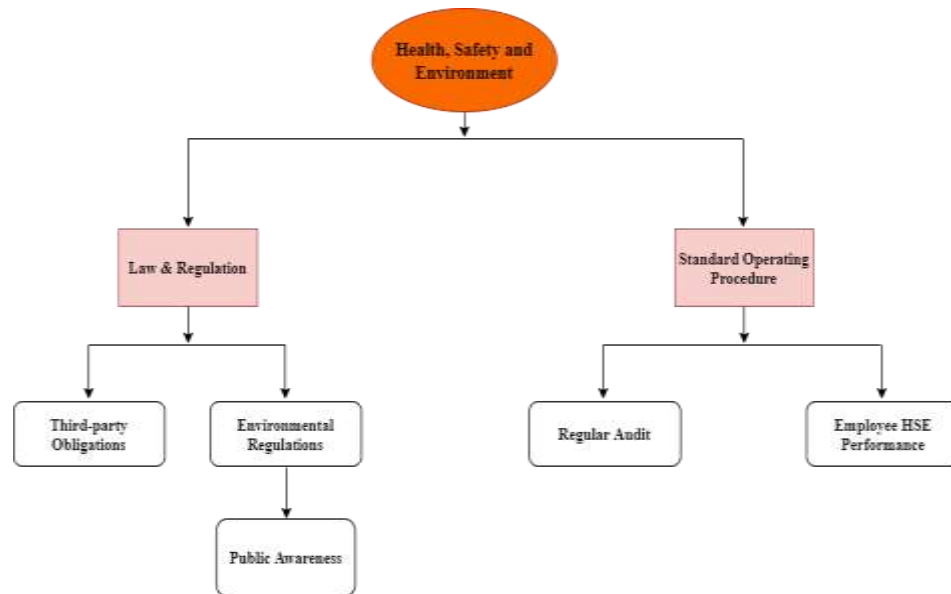 Health, Safety and
Environment
Law & Regulation
Standard Operating
Procedure
Third-party
Obligations
Environmental
Regulations
Regular Audit
Employee HSE
Performance
Public Awareness